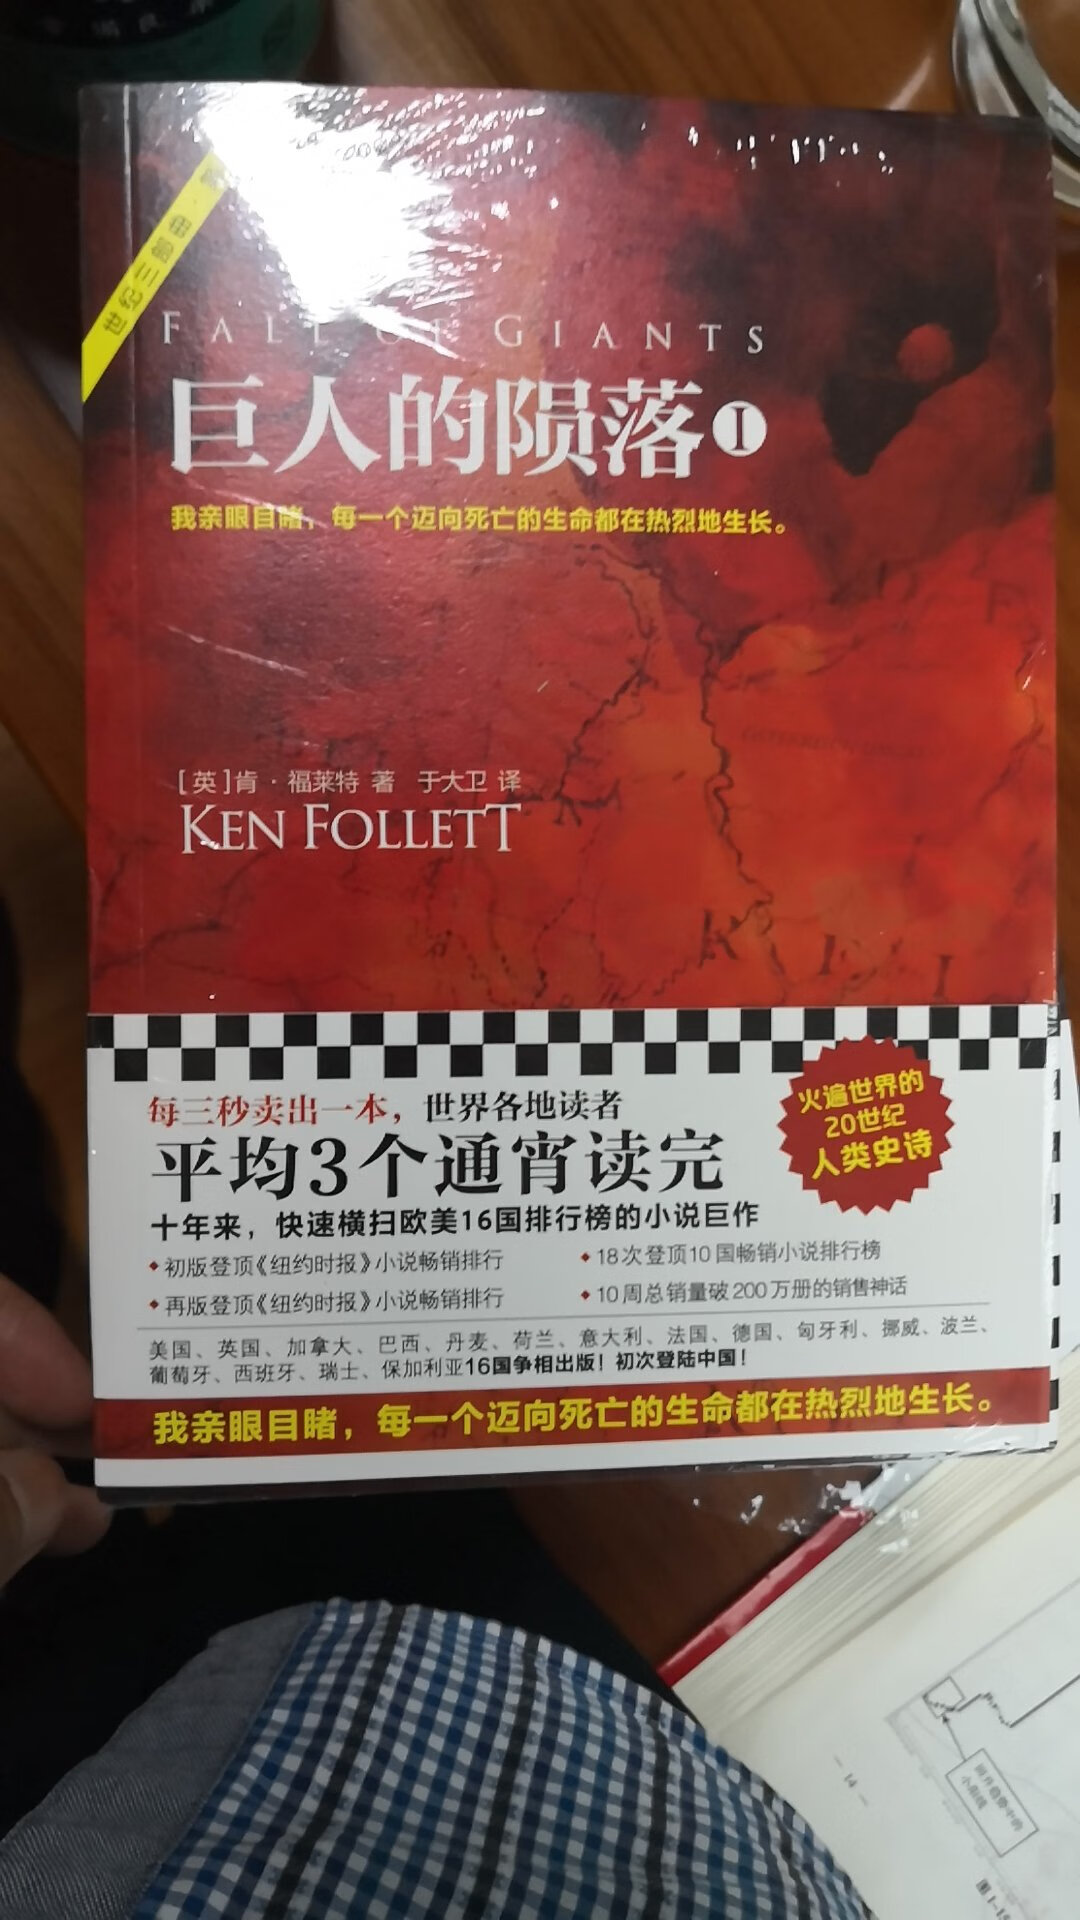 世纪三部曲
FALL OF GIANTS
巨人的陨落 I
我亲眼目睹，每一个迈向死亡的生命都在热烈地生长。
[英]肯·福莱特 著 于大卫 译
KEN FOLLETT
每三秒卖出一本，世界各地读者
平均3个通宵读完
火遍世界的
20世纪
人类史诗
十年来，快速横扫欧美16国排行榜的小说巨作
◆初版登顶《纽约时报》小说畅销排行
◆18次登顶10国畅销小说排行榜
◆再版登顶《纽约时报》小说畅销排行
◆10周总销量破200万册的销售神话
美国、英国、加拿大、巴西、丹麦、荷兰、意大利、法国、德国、匈牙利、挪威、波兰、
葡萄牙、西班牙、瑞士、保加利亚16国争相出版！初次登陆中国！
我亲眼目睹，每一个迈向死亡的生命都在热烈地生长。
— 14 —